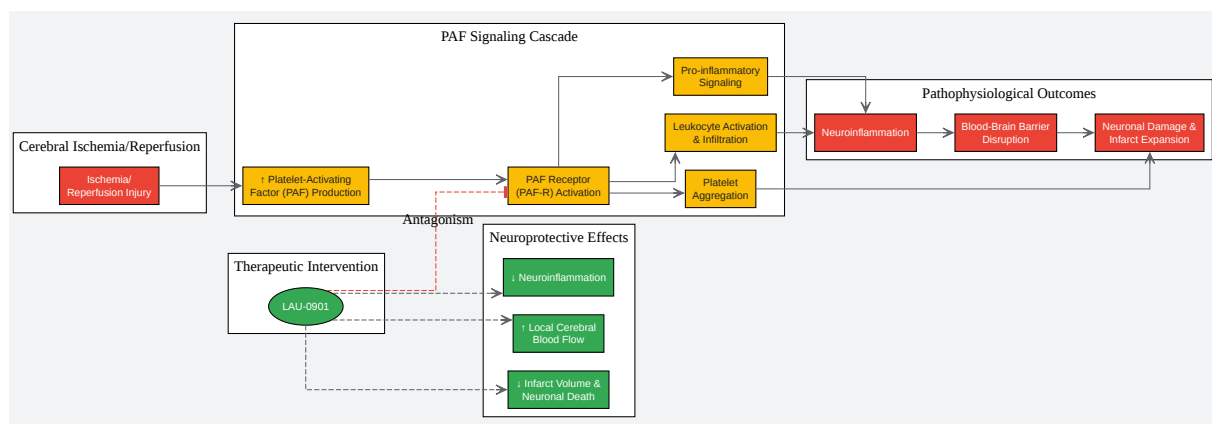 PAF Signaling Cascade
Pro-inflammatory
Signaling
Pathophysiological Outcomes
Leukocyte Activation
& Infiltration
Neuroinflammation
Blood-Brain Barrier
Disruption
Neuronal Damage &
Infarct Expansion
Cerebral Ischemia/Reperfusion
Ischemia/
Reperfusion Injury
↑ Platelet-Activating
Factor (PAF) Production
PAF Receptor
(PAF-R) Activation
Platelet
Aggregation
Antagonism
Neuroprotective Effects
Therapeutic Intervention
LAU-0901
↓ Neuroinflammation
↑ Local Cerebral
Blood Flow
↓ Infarct Volume &
Neuronal Death